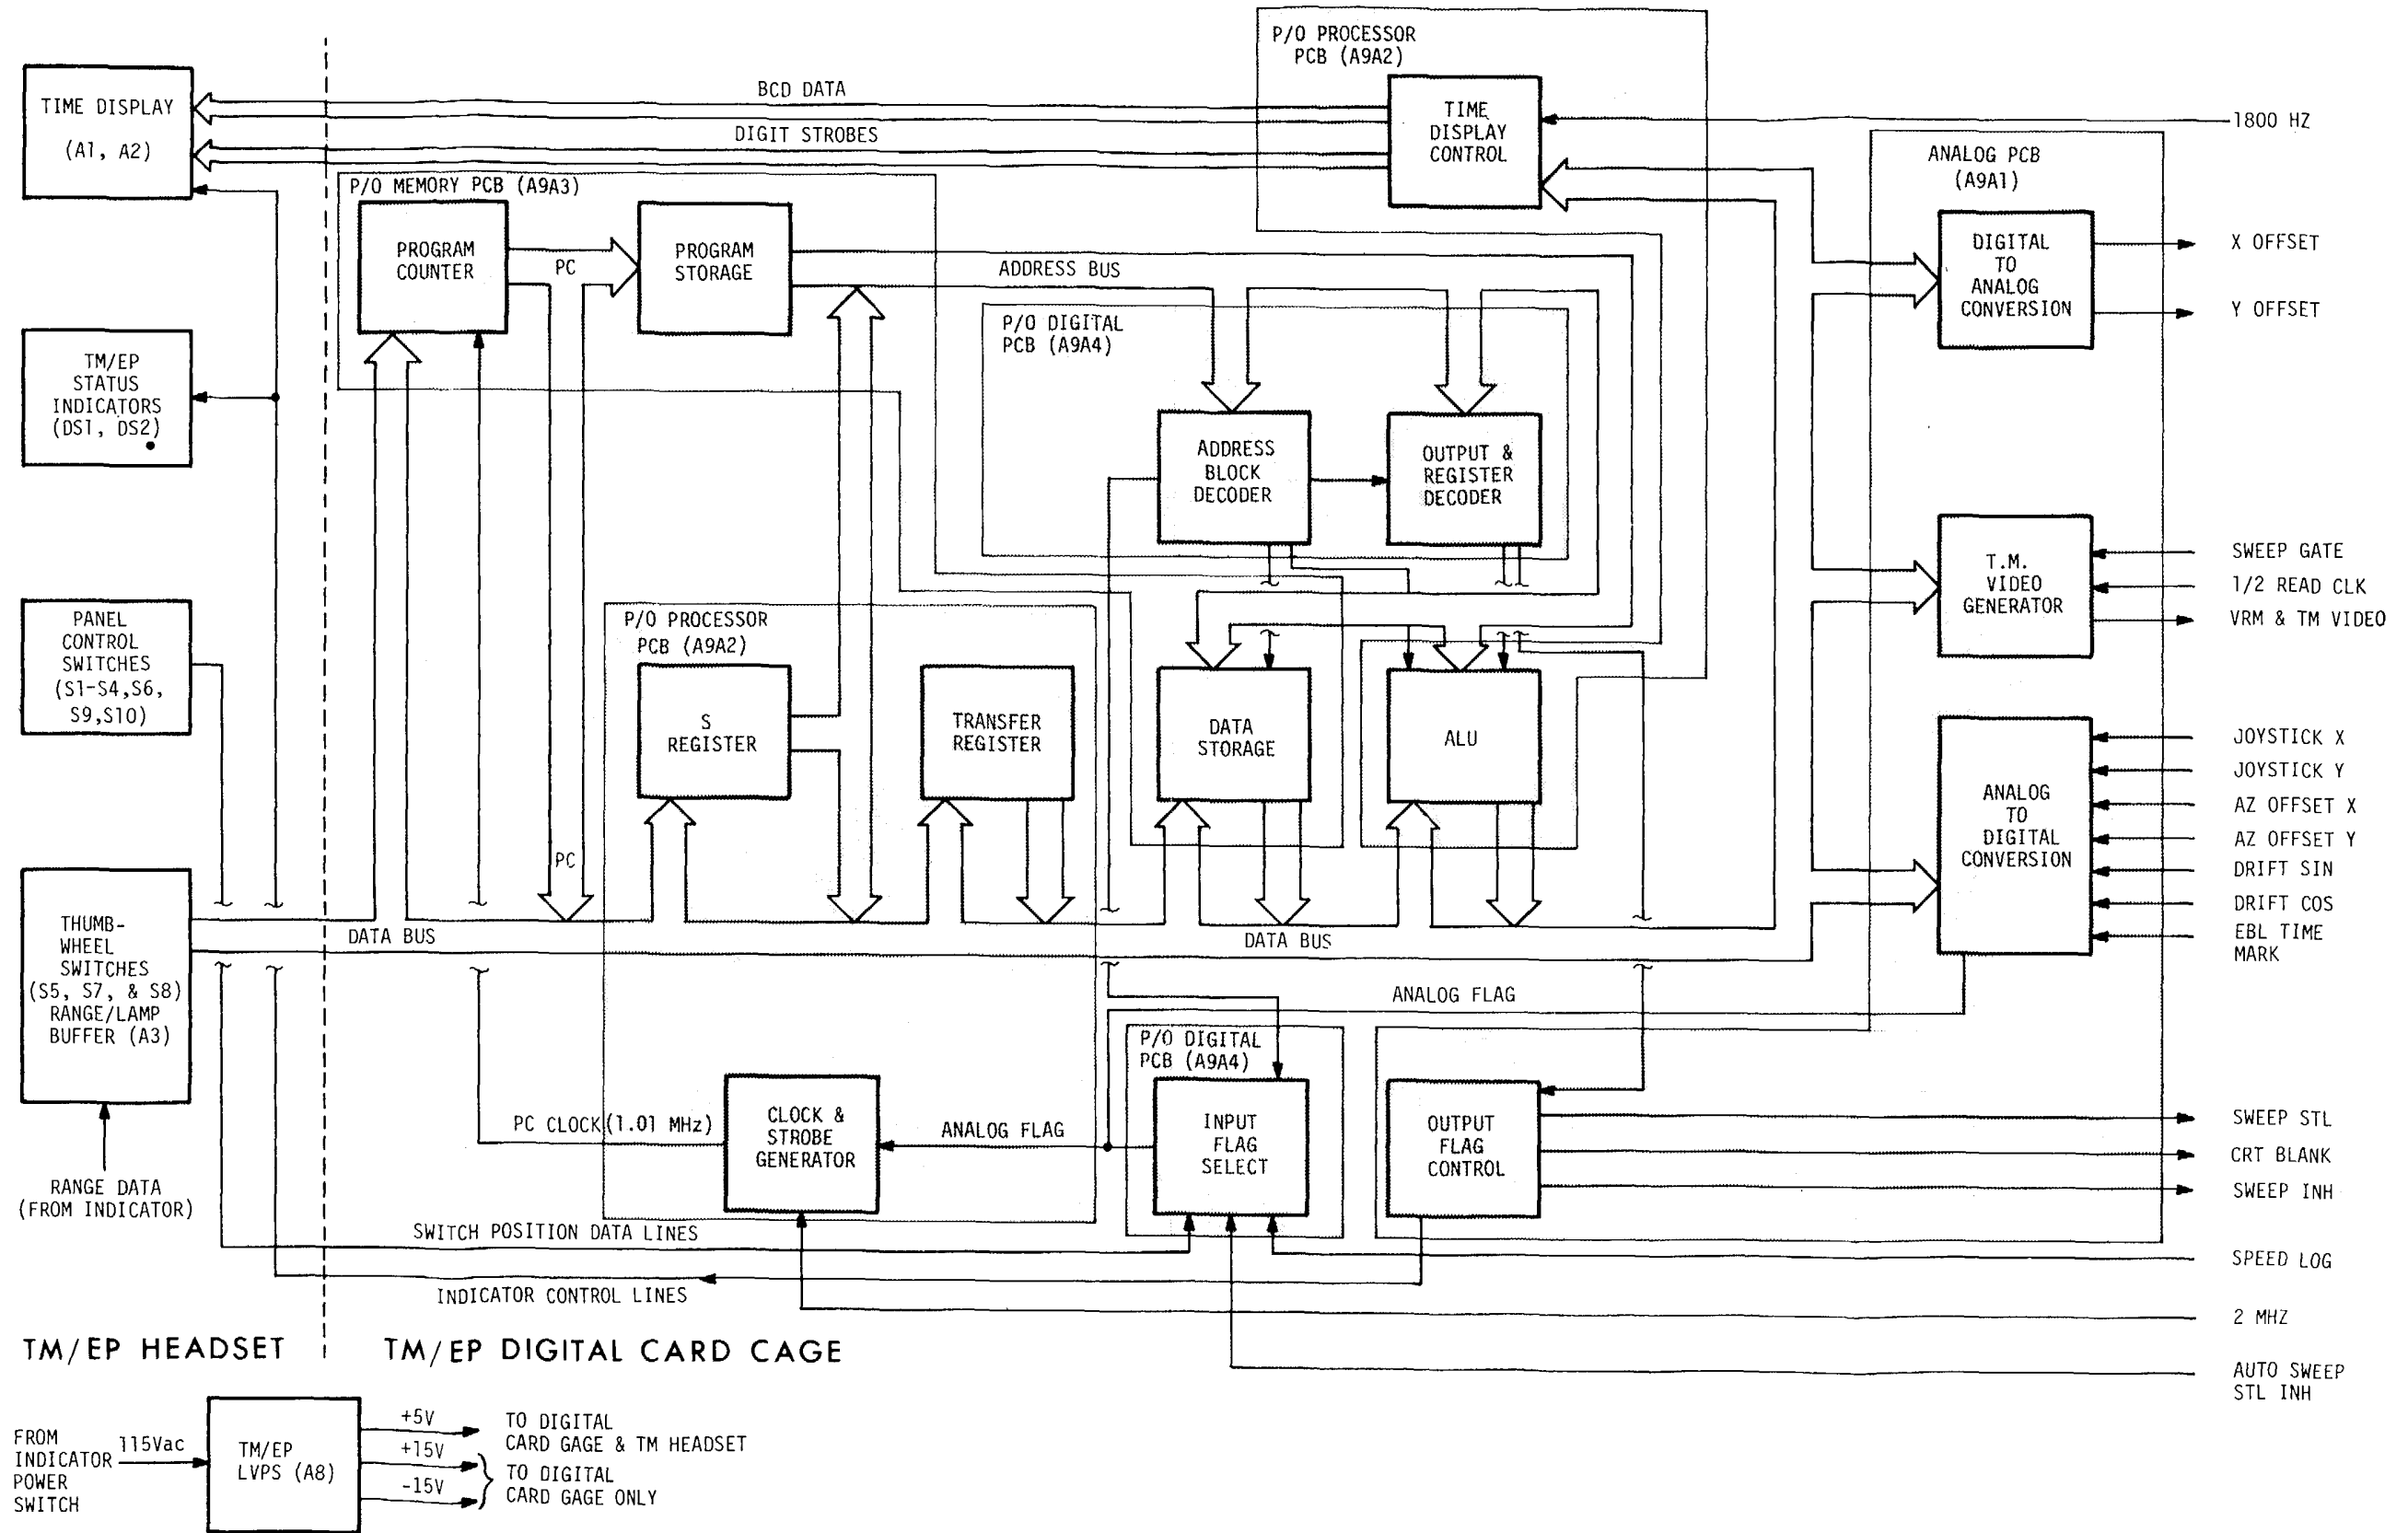 P/O PROCESSOR
PCB (A9A2)
TIME DISPLAY
(A1, A2)
BCD DATA
DIGIT STROBES
TIME
DISPLAY
CONTROL
1800 HZ
ANALOG PCB
(A9A1)
P/O MEMORY PCB (A9A3)
PROGRAM
COUNTER
PC
PROGRAM
STORAGE
ADDRESS BUS
DIGITAL
TO
ANALOG
CONVERSION
X OFFSET
Y OFFSET
P/O DIGITAL
PCB (A9A4)
TM/EP
STATUS
INDICATORS
(DS1, DS2)
ADDRESS
BLOCK
DECODER
OUTPUT &
REGISTER
DECODER
T.M.
VIDEO
GENERATOR
SWEEP GATE
1/2 READ CLK
VRM & TM VIDEO
PANEL
CONTROL
SWITCHES
(S1-S4,S6,
S9,S10)
P/O PROCESSOR
PCB (A9A2)
S
REGISTER
TRANSFER
REGISTER
DATA
STORAGE
ALU
ANALOG
TO
DIGITAL
CONVERSION
JOYSTICK X
JOYSTICK Y
AZ OFFSET X
AZ OFFSET Y
DRIFT SIN
DRIFT COS
EBL TIME
MARK
PC
THUMB-
WHEEL
SWITCHES
(S5, S7, & S8)
RANGE/LAMP
BUFFER (A3)
DATA BUS
DATA BUS
ANALOG FLAG
P/O DIGITAL
PCB (A9A4)
PC CLOCK(1.01 MHz)
CLOCK &
STROBE
GENERATOR
ANALOG FLAG
INPUT
FLAG
SELECT
OUTPUT
FLAG
CONTROL
SWEEP STL
CRT BLANK
SWEEP INH
RANGE DATA
(FROM INDICATOR)
SWITCH POSITION DATA LINES
SPEED LOG
INDICATOR CONTROL LINES
2 MHZ
TM/EP HEADSET
TM/EP DIGITAL CARD CAGE
AUTO SWEEP
STL INH
FROM
INDICATOR
POWER
SWITCH
115Vac
TM/EP
LVPS (A8)
+5V
+15V
-15V
TO DIGITAL
CARD GAGE & TM HEADSET
TO DIGITAL
CARD GAGE ONLY